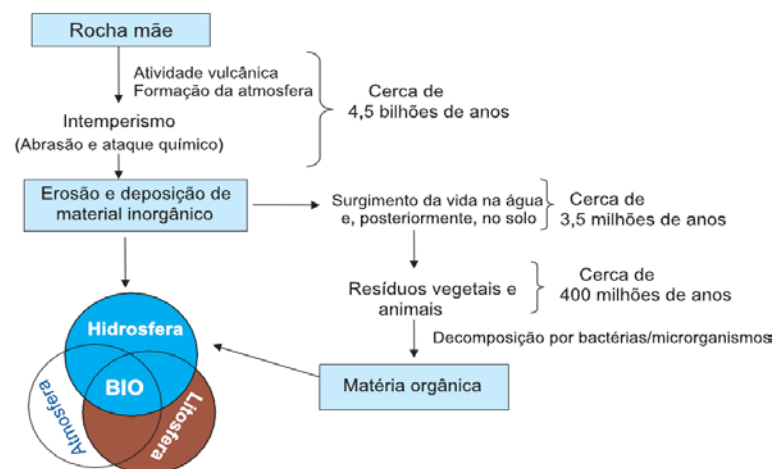 Rocha mãe
Atividade vulcânica
Formação da atmosfera
Cerca de
4,5 bilhões de anos
Intemperismo
(Abrasão e ataque químico)
Erosão e deposição de
material inorgânico
Surgimento da vida na água
e, posteriormente, no solo
Cerca de
3,5 milhões de anos
Resíduos vegetais e
animais
Cerca de
400 milhões de anos
Decomposição por bactérias/microrganismos
Matéria orgânica
Hidrosfera
BIO
Atmosfera
Litosfera